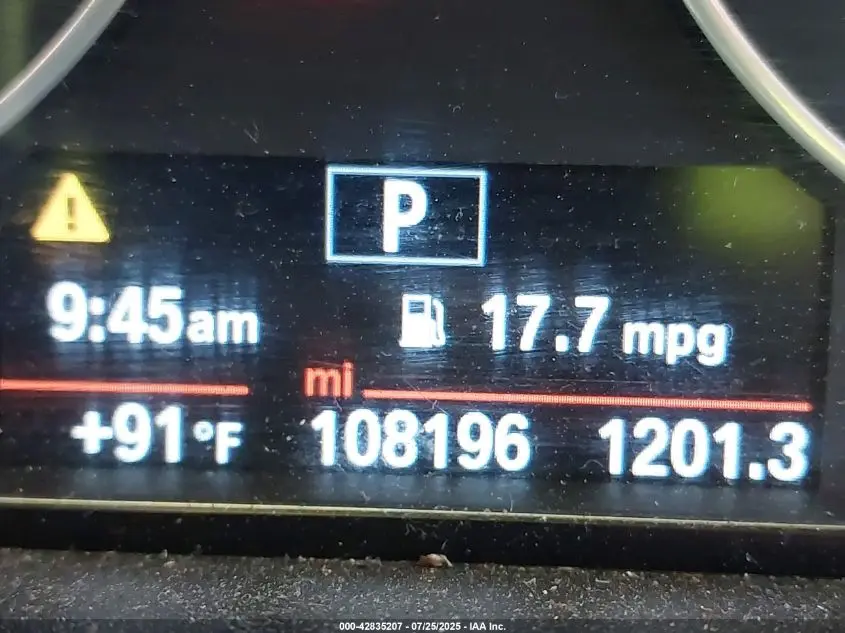 P
9:45am
17.7 mpg
mi
+91°F
108196
1201.3
000-42835207 - 07/25/2025 - IAA Inc.